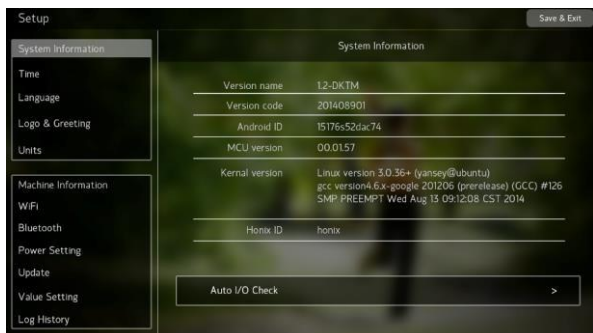 Setup
Save & Exit
System Information
Time
Language
Logo & Greeting
Units
Machine Information
WiFi
Bluetooth
Power Setting
Update
Value Setting
Log History
System Information
Version name 1.2-DKTM
Version code 201408901
Android ID 15176s52dac74
MCU version 00.01.57
Kernal version Linux version 3.0.36+ (yansey@ubuntu)
gcc version4.6.x-google 201206 (prerelease) (GCC) #126
SMP PREEMPT Wed Aug 13 09:12:08 CST 2014
Honix ID honix
Auto I/O Check >